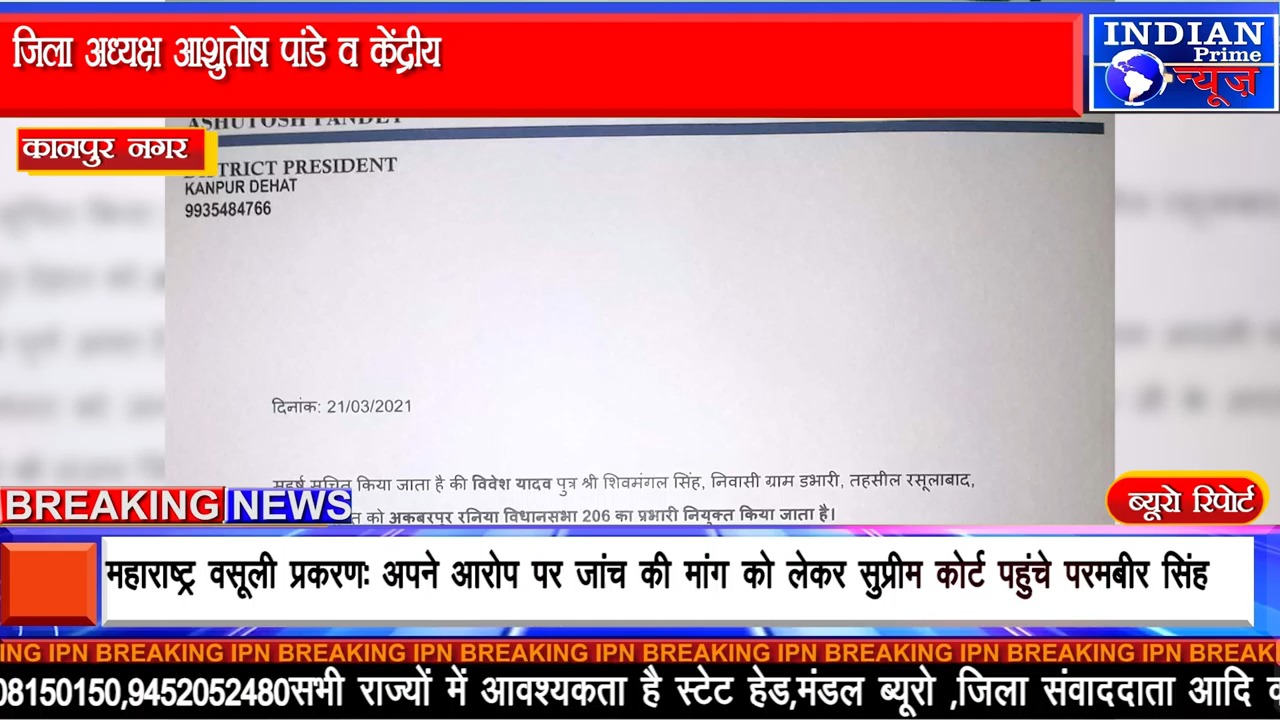 जिला अध्यक्ष आशुतोष पांडे व केंद्रीय
INDIAN
Prime
न्यूज़
कानपुर नगर
ASHUTOSH PANDEY
DISTRICT PRESIDENT
KANPUR DEHAT
9935484766
दिनांक: 21/03/2021
सहर्ष सूचित किया जाता है की विवेश यादव पुत्र श्री शिवमंगल सिंह, निवासी ग्राम डभारी, तहसील रसूलाबाद,
को अकबरपुर रनिया विधानसभा 206 का प्रभारी नियुक्त किया जाता है।
BREAKING NEWS
ब्यूरो रिपोर्ट
महाराष्ट्र वसूली प्रकरणः अपने आरोप पर जांच की मांग को लेकर सुप्रीम कोर्ट पहुंचे परमबीर सिंह
ING IPN BREAKING IPN BREAKING IPN BREAKING IPN BREAKING IPN BREAKING IPN BREAKING IPN BREAK
08150150,9452052480सभी राज्यों में आवश्यकता है स्टेट हेड,मंडल ब्यूरो ,जिला संवाददाता आदि